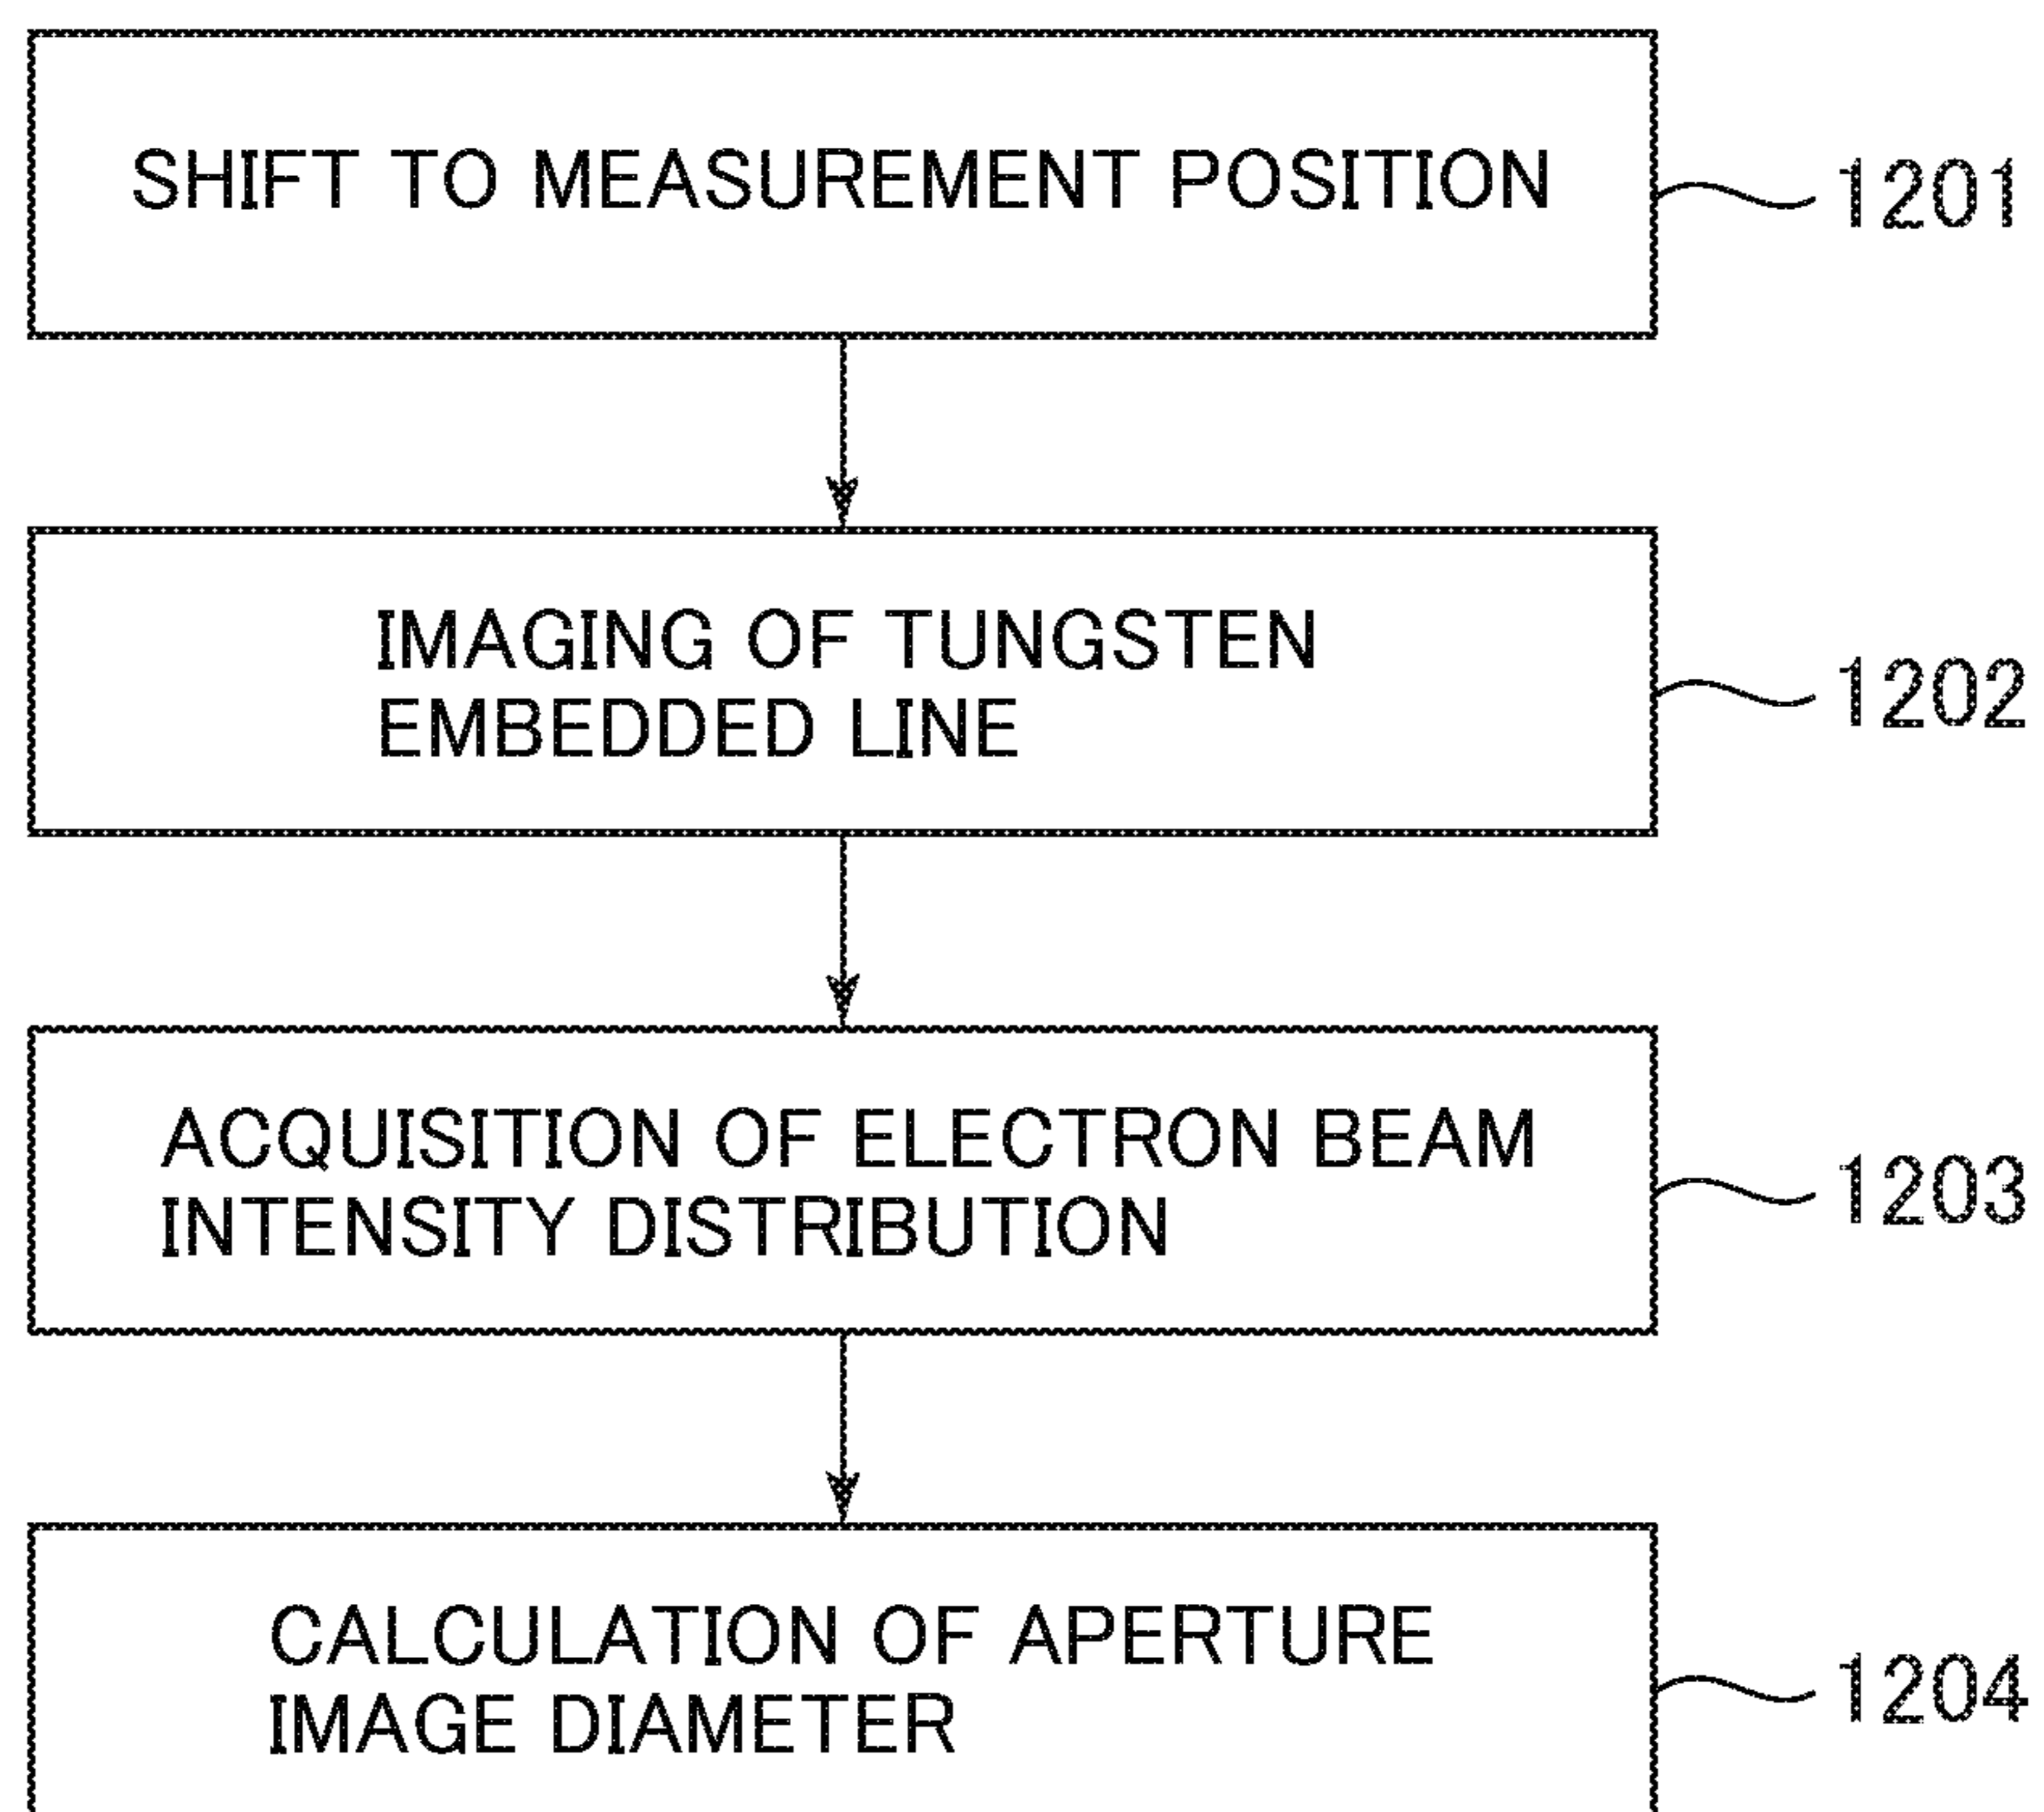 SHIFT TO MEASUREMENT POSITION
1201
IMAGING OF TUNGSTEN
EMBEDDED LINE
1202
ACQUISITION OF ELECTRON BEAM
INTENSITY DISTRIBUTION
1203
CALCULATION OF APERTURE
IMAGE DIAMETER
1204